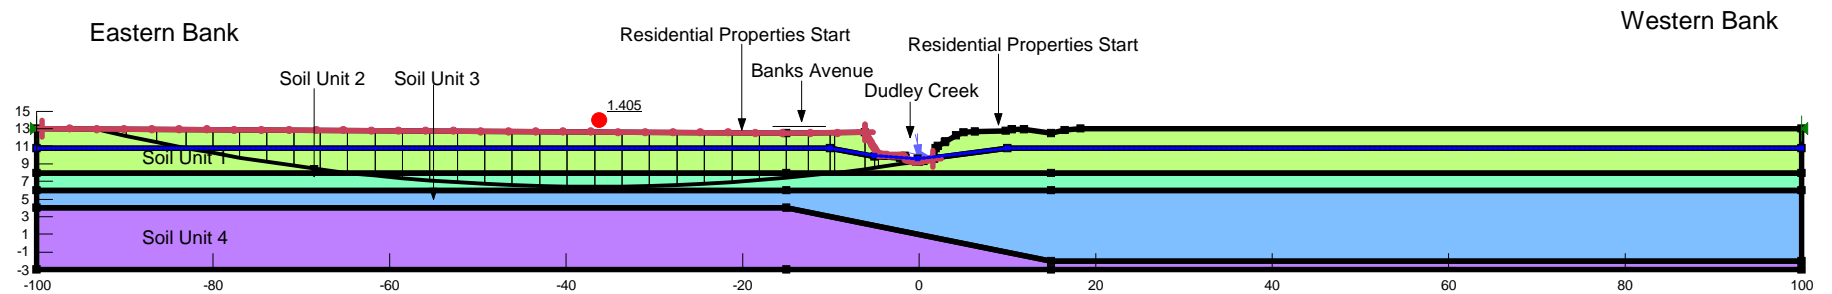 Eastern Bank
Western Bank
Residential Properties Start
Residential Properties Start
Banks Avenue
Soil Unit 2
Soil Unit 3
Dudley Creek
1.405
15
13
11
9
7
5
3
1
-1
-3
Soil Unit 1
Soil Unit 4
-100
-80
-60
-40
-20
0
20
40
60
80
100